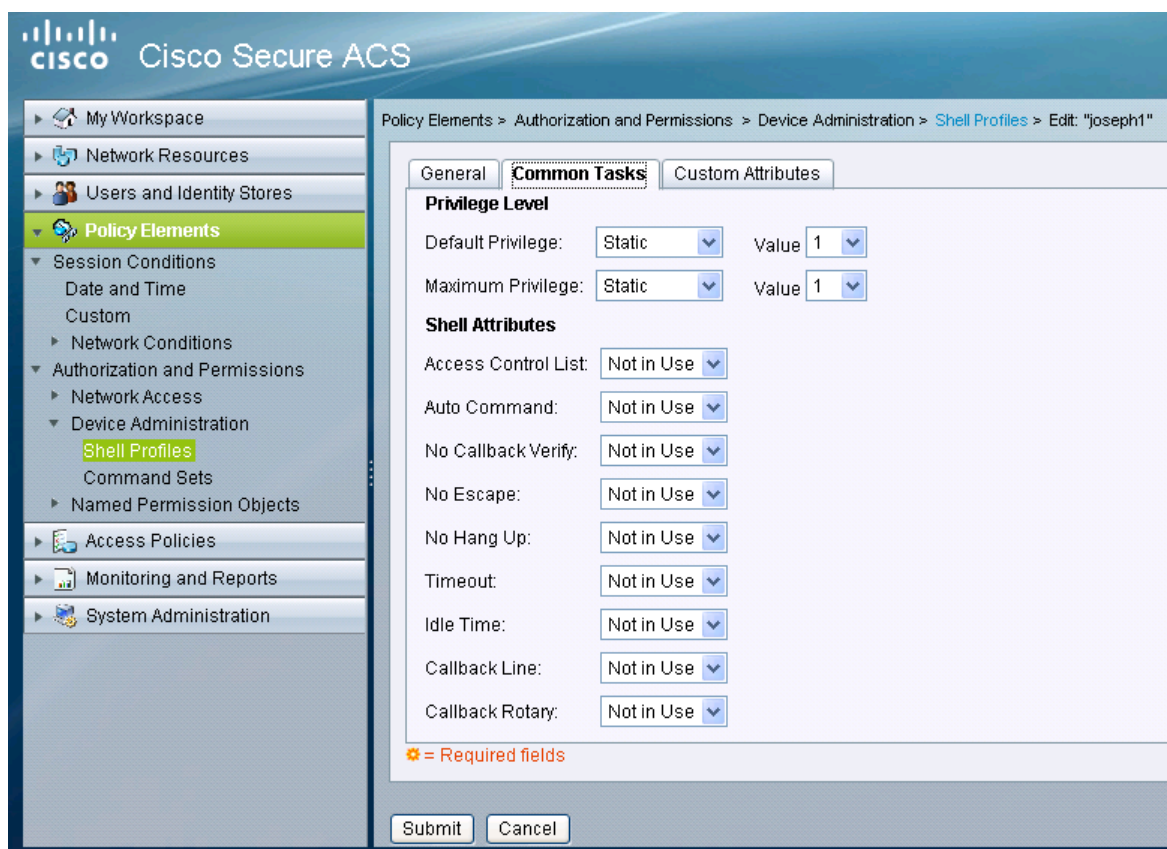 CISCO Cisco Secure ACS
My Workspace
Network Resources
Users and Identity Stores
Policy Elements
Session Conditions
Date and Time
Custom
Network Conditions
Authorization and Permissions
Network Access
Device Administration
Shell Profiles
Command Sets
Named Permission Objects
Access Policies
Monitoring and Reports
System Administration
Policy Elements > Authorization and Permissions > Device Administration > Shell Profiles > Edit: "joseph1"
General Common Tasks Custom Attributes
Privilege Level
Default Privilege: Static Value 1
Maximum Privilege: Static Value 1
Shell Attributes
Access Control List: Not in Use
Auto Command: Not in Use
No Callback Verify: Not in Use
No Escape: Not in Use
No Hang Up: Not in Use
Timeout: Not in Use
Idle Time: Not in Use
Callback Line: Not in Use
Callback Rotary: Not in Use
= Required fields
Submit Cancel